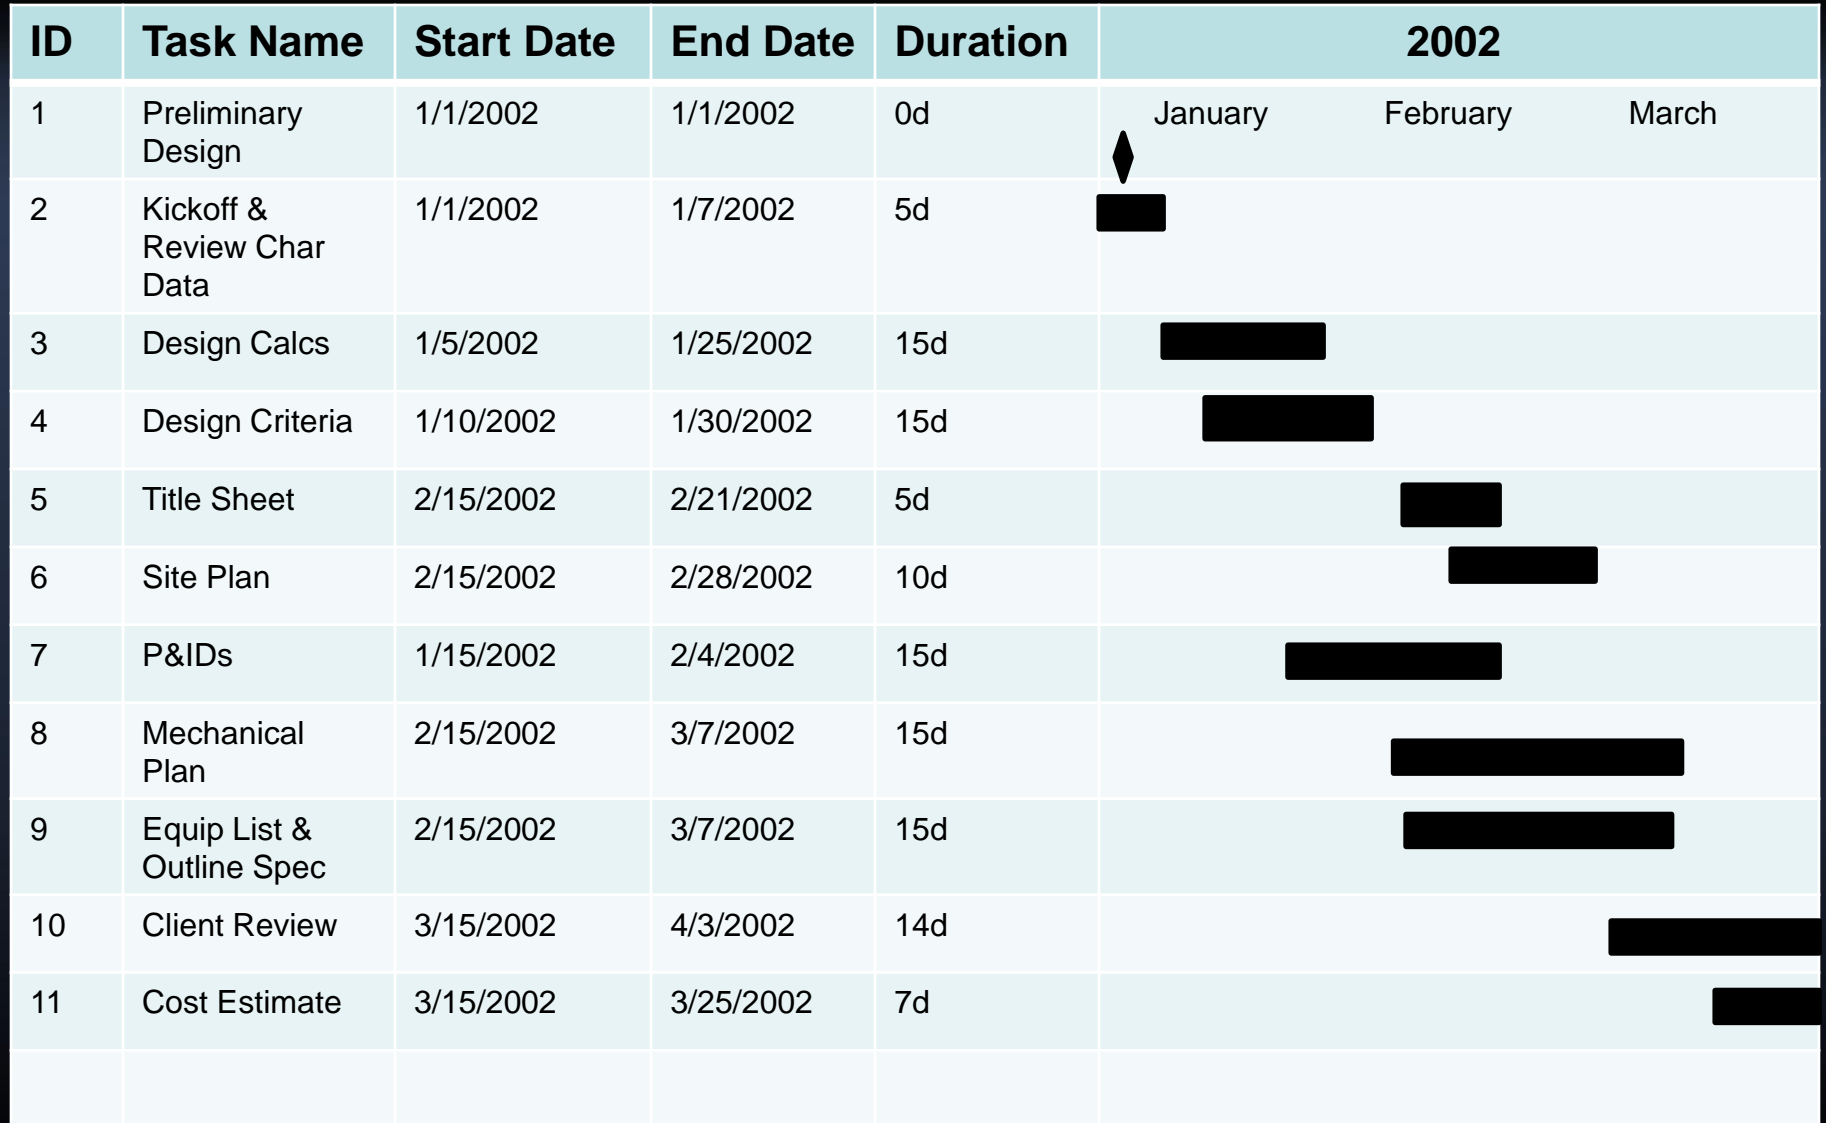 ID Task Name Start Date End Date Duration 2002
1 Preliminary 1/1/2002 1/1/2002 0d January February March
Design
2 Kickoff & 1/1/2002 1/7/2002 5d
Review Char
Data
3 Design Calcs 1/5/2002 1/25/2002 15d
4 Design Criteria 1/10/2002 1/30/2002 15d
5 Title Sheet 2/15/2002 2/21/2002 5d
6 Site Plan 2/15/2002 2/28/2002 10d
7 P&IDs 1/15/2002 2/4/2002 15d
8 Mechanical 2/15/2002 3/7/2002 15d
Plan
9 Equip List & 2/15/2002 3/7/2002 15d
Outline Spec
10 Client Review 3/15/2002 4/3/2002 14d
11 Cost Estimate 3/15/2002 3/25/2002 7d